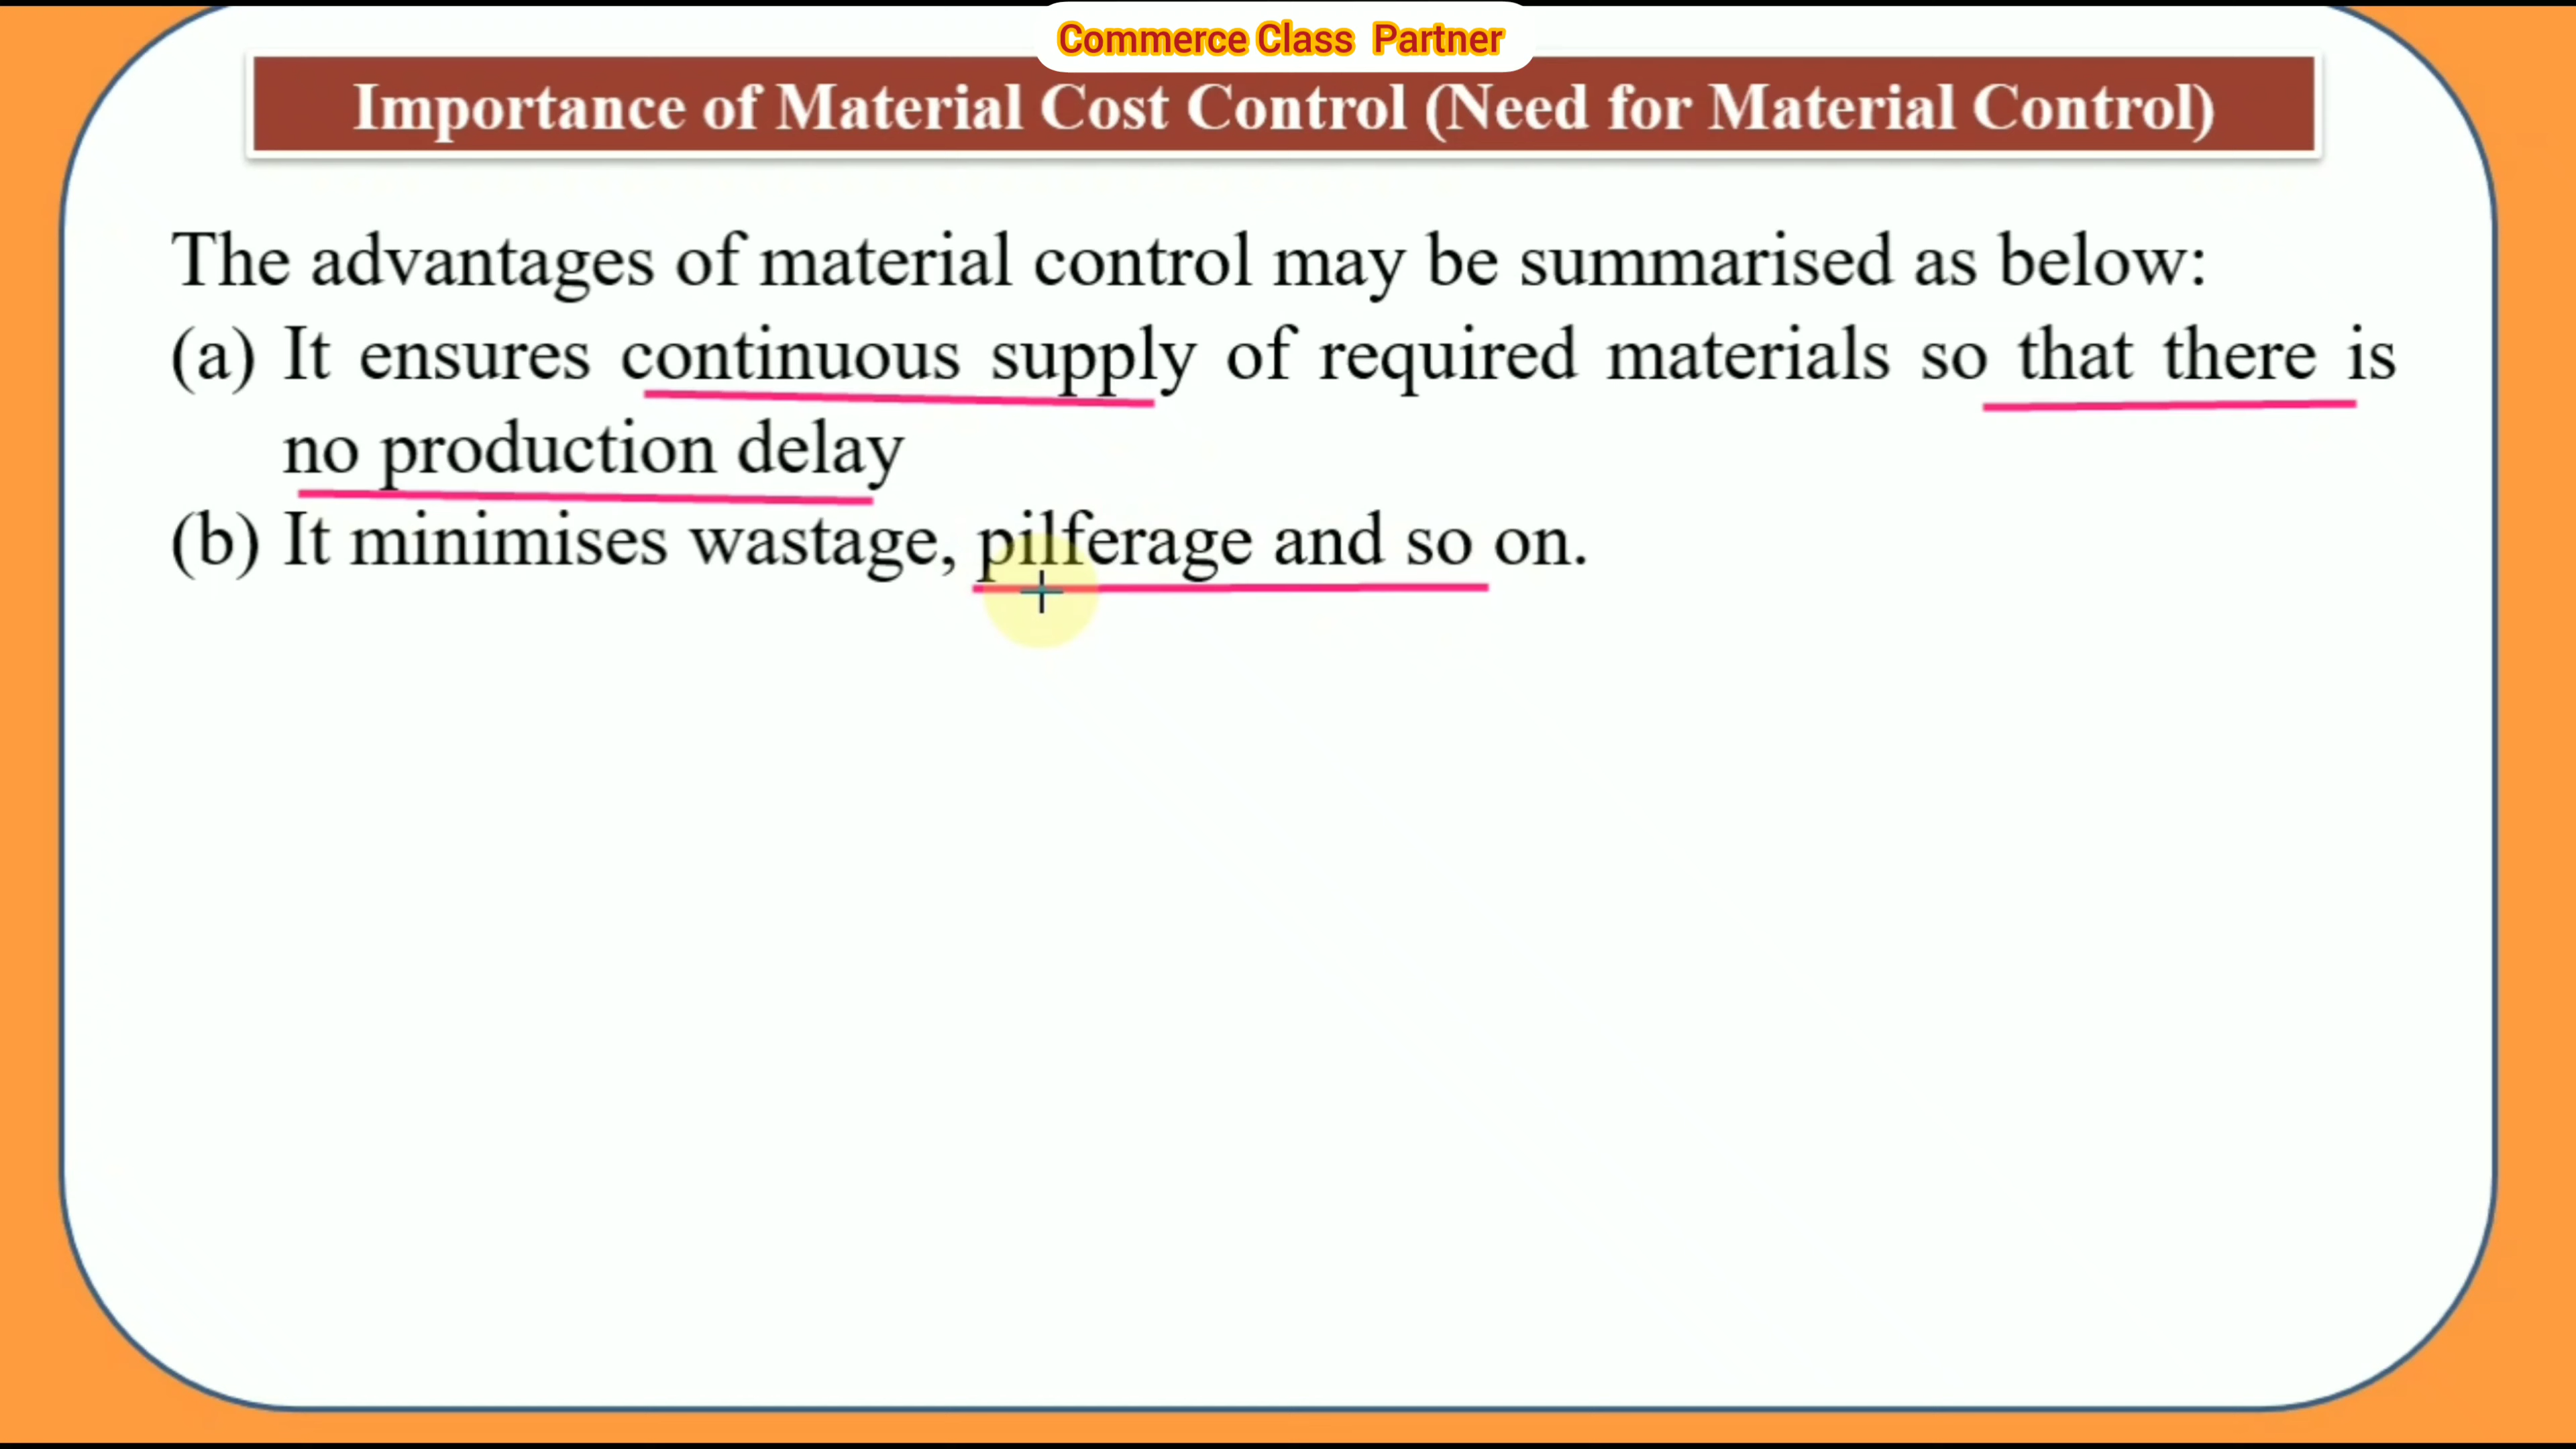 Commerce Class Partner
Importance of Material Cost Control (Need for Material Control)
The advantages of material control may be summarised as below:
(a) It ensures continuous supply of required materials so that there is
no production delay
(b) It minimises wastage, pilferage and so on.